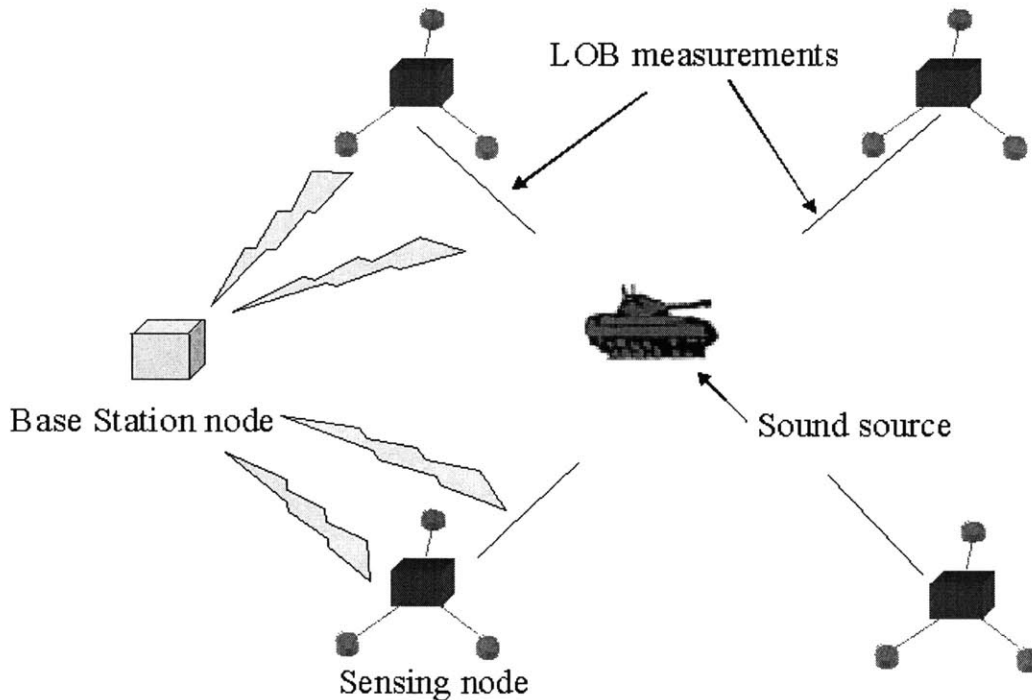 LOB measurements
Base Station node
Sound source
Sensing node